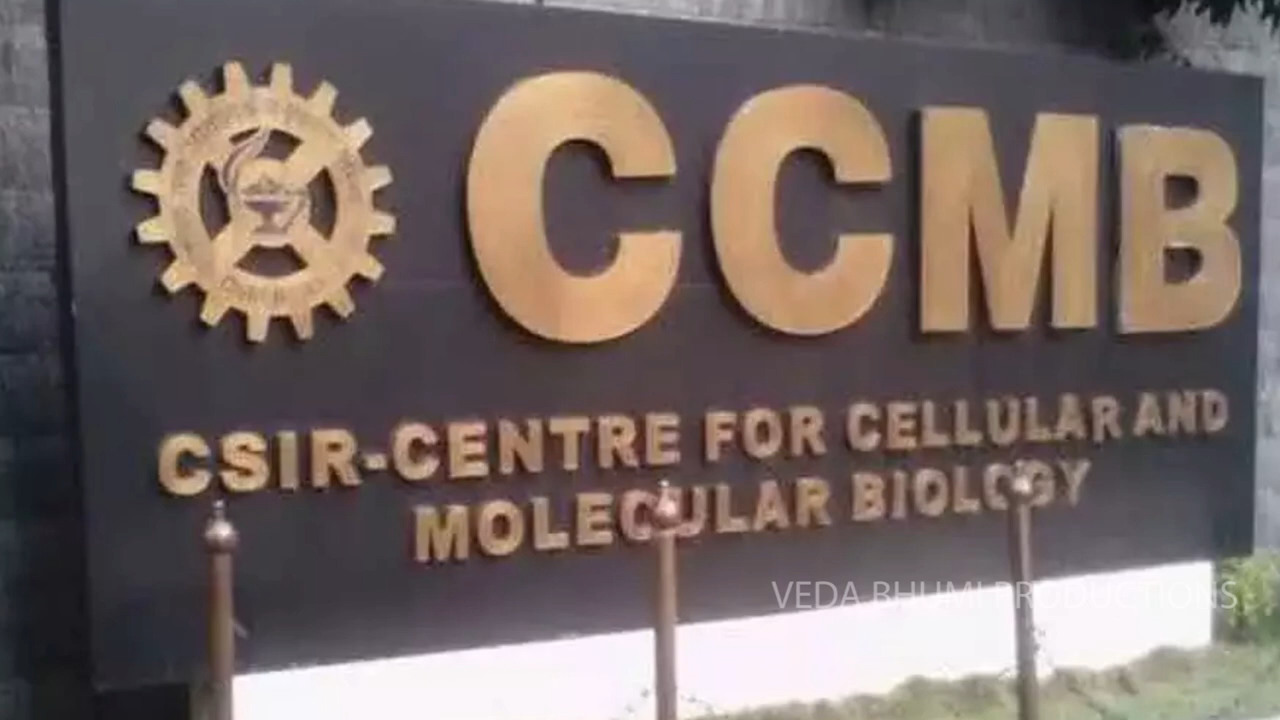 CCMB
CSIR-CENTRE FOR CELLULAR AND
MOLECULAR BIOLOGY
VEDA BHUMI PRODUCTIONS